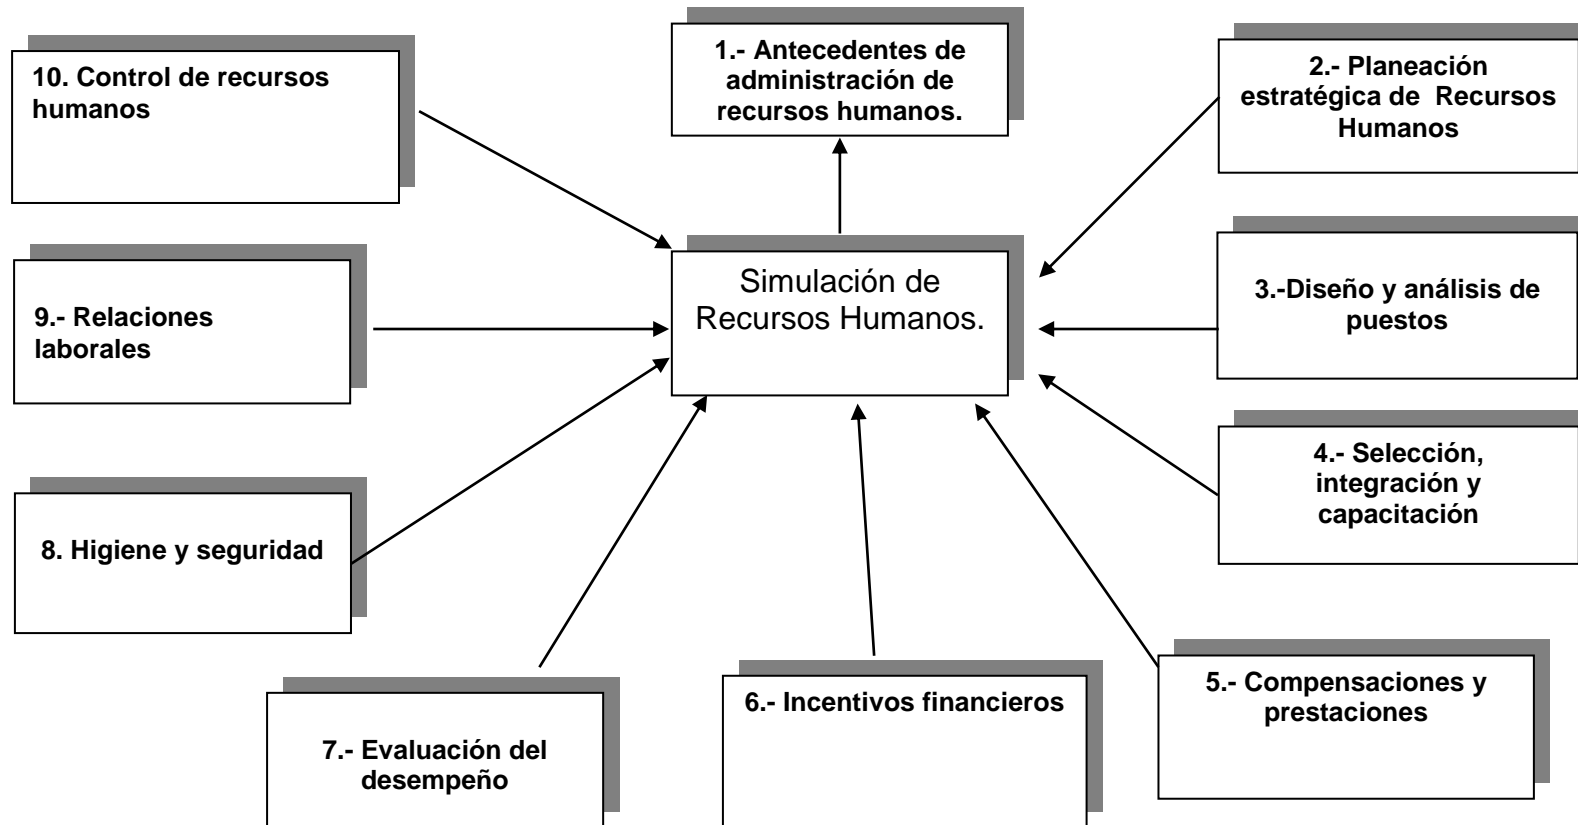 1.- Antecedentes de
administración de
recursos humanos.
2.- Planeación
estratégica de Recursos
Humanos
3.-Diseño y análisis de
puestos
4.- Selección,
integración y
capacitación
5.- Compensaciones y
prestaciones
6.- Incentivos financieros
7.- Evaluación del
desempeño
8. Higiene y seguridad
9.- Relaciones
laborales
10. Control de recursos
humanos
Simulación de
Recursos Humanos.